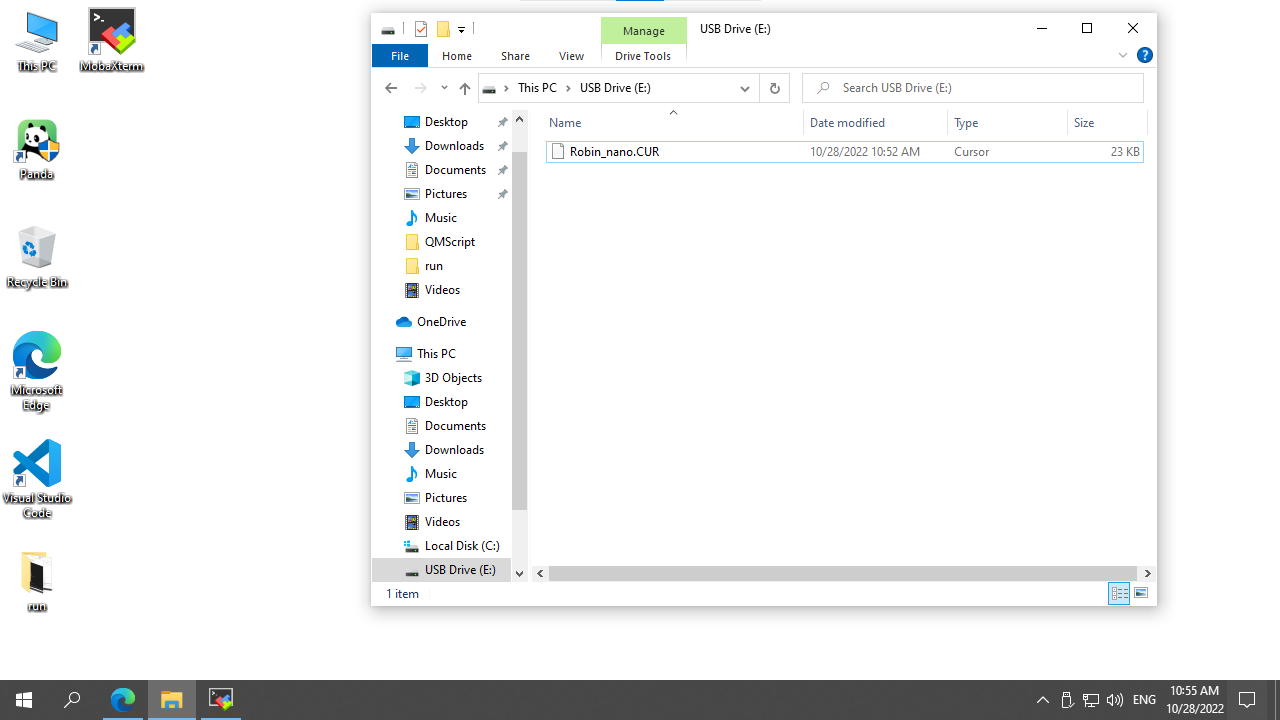 This PC
MobaXterm
Panda
Recycle Bin
Microsoft
Edge
Visual Studio
Code
run
Manage
USB Drive (E:)
File
Home
Share
View
Drive Tools
This PC
USB Drive (E:)
Search USB Drive (E:)
Desktop
Downloads
Documents
Pictures
Music
QMScript
run
Videos
OneDrive
This PC
3D Objects
Desktop
Documents
Downloads
Music
Pictures
Videos
Local Disk (C:)
USB Drive (E:)
Name
Date modified
Type
Size
Robin_nano.CUR
10/28/2022 10:52 AM
Cursor
23 KB
1 item
ENG
10:55 AM
10/28/2022